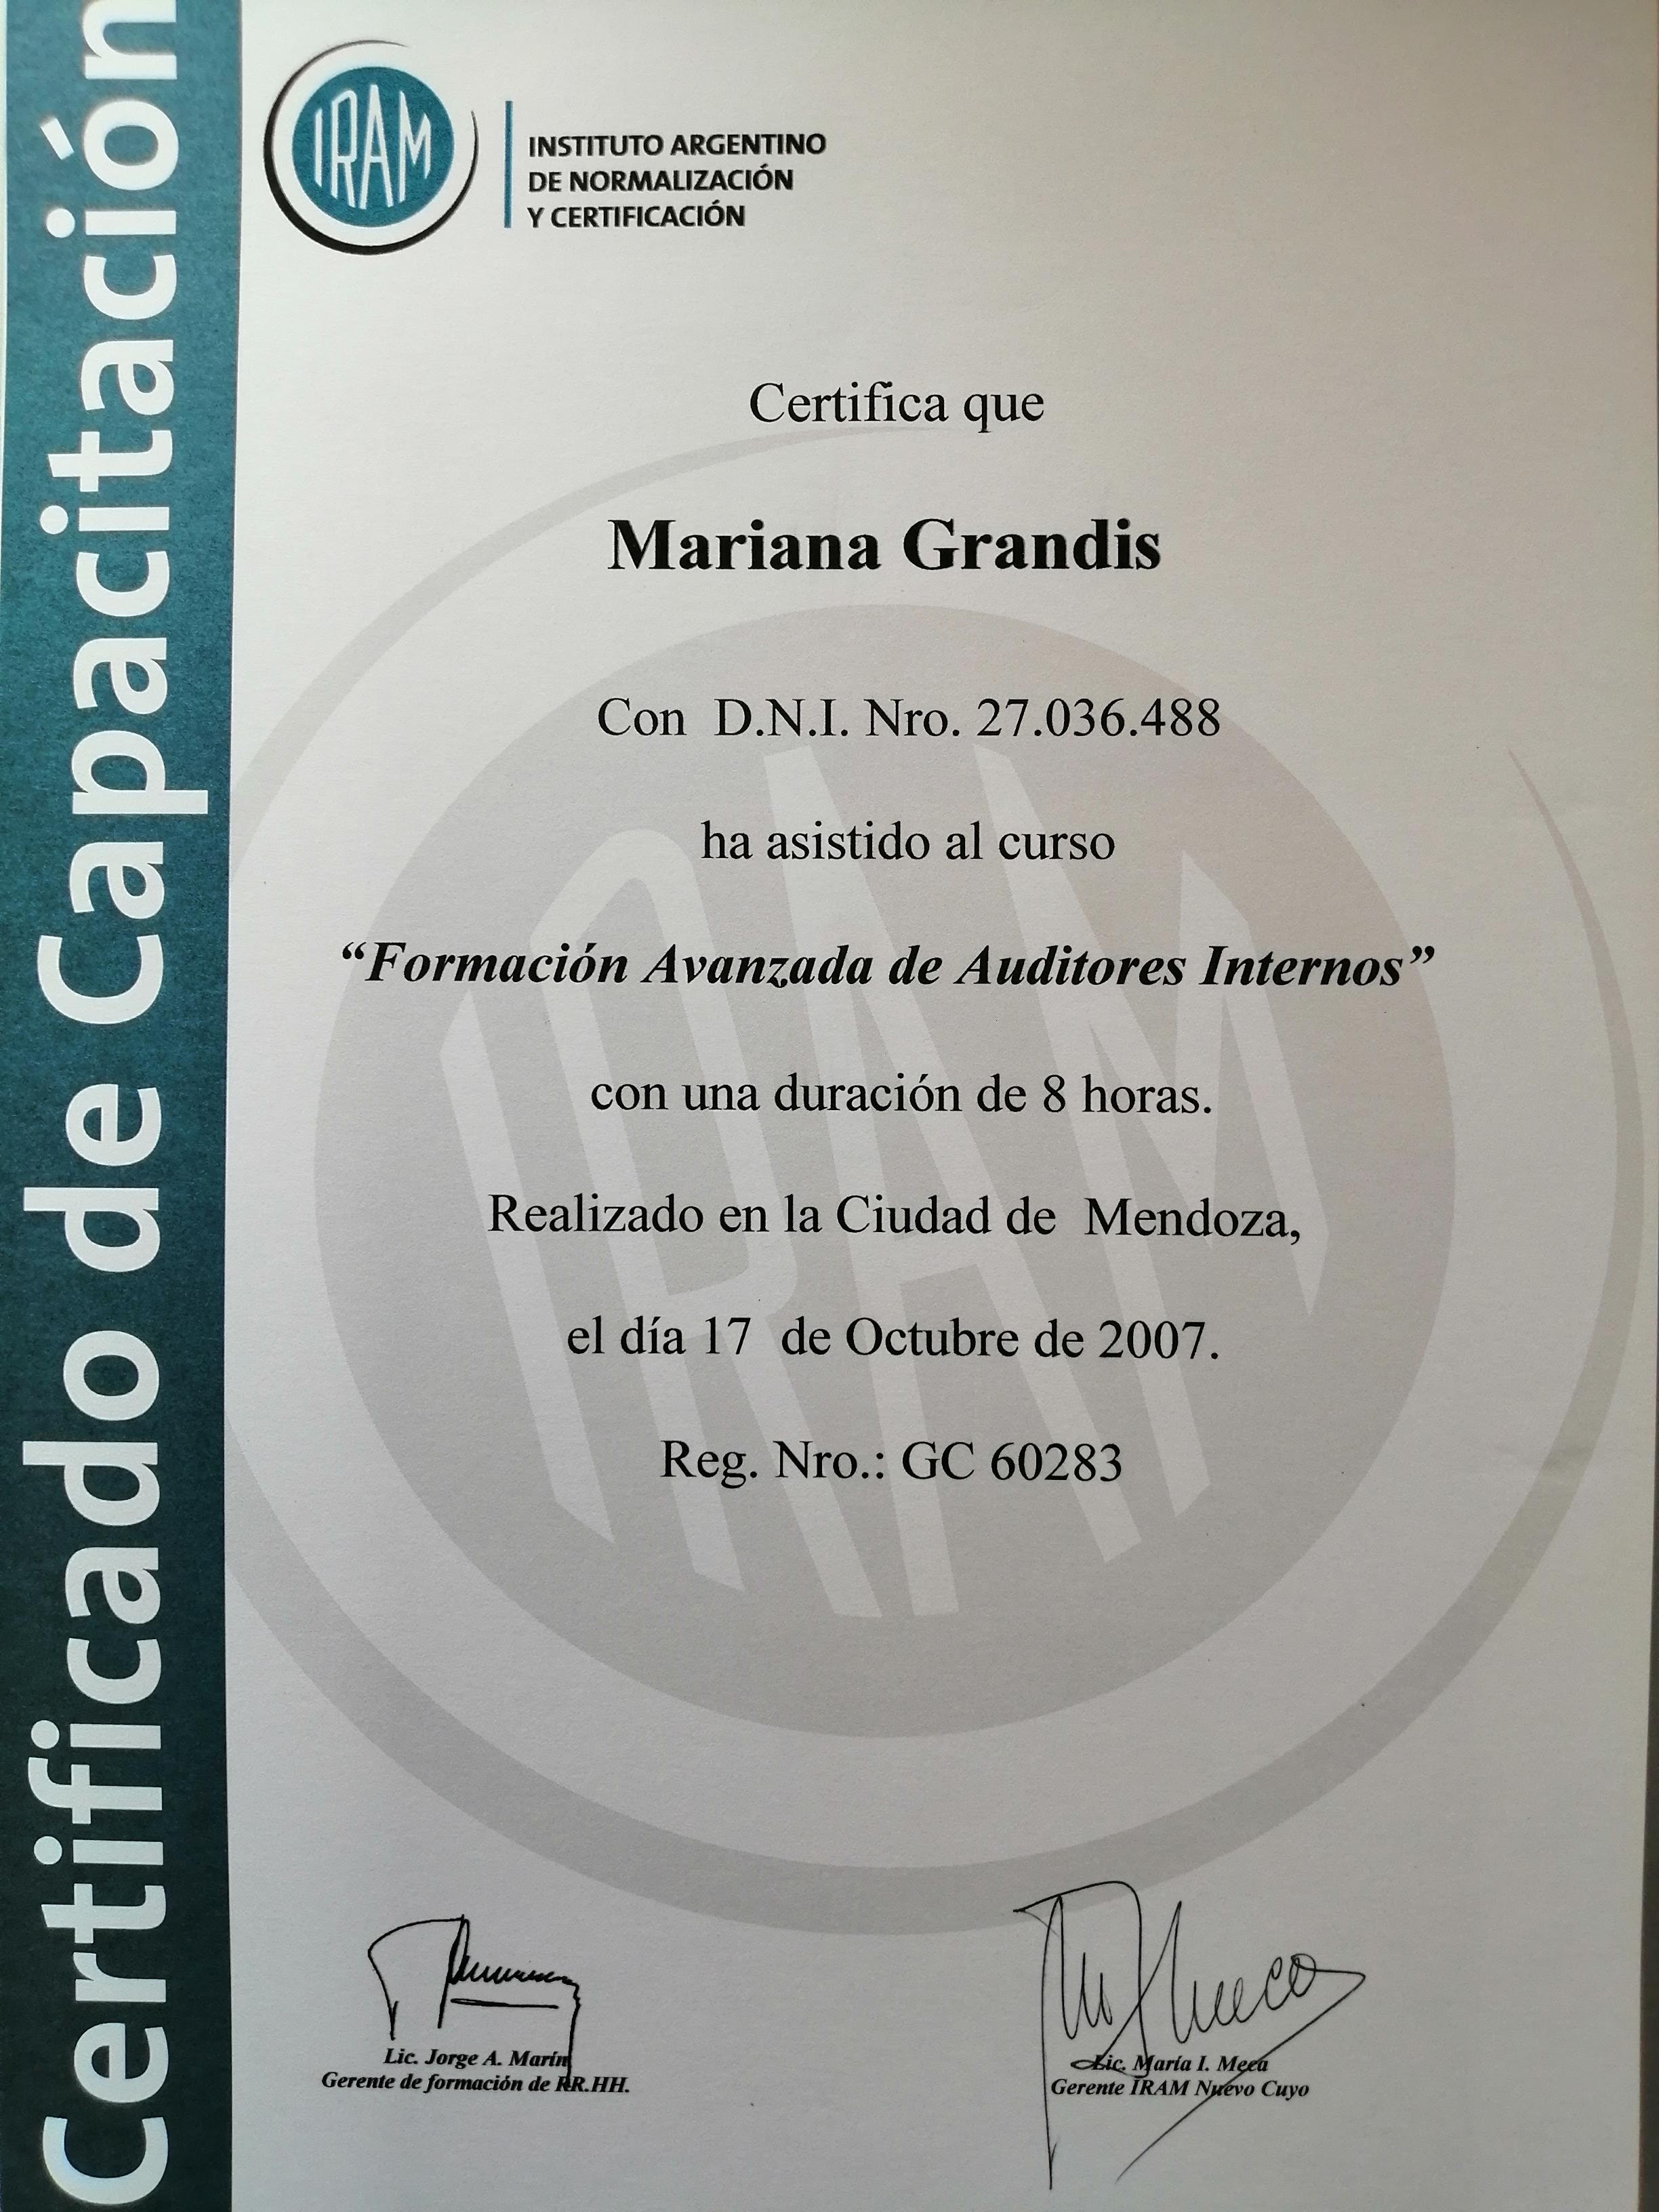 Certificado de Capacitación
IRAM
INSTITUTO ARGENTINO
DE NORMALIZACIÓN
Y CERTIFICACIÓN
Certifica que
Mariana Grandis
Con D.N.I. Nro. 27.036.488
ha asistido al curso
“Formación Avanzada de Auditores Internos”
con una duración de 8 horas.
Realizado en la Ciudad de Mendoza,
el día 17 de Octubre de 2007.
Reg. Nro.: GC 60283
IRAM
Lic. Jorge A. Marín
Gerente de formación de RR.HH.
Lic. María I. Meca
Gerente IRAM Nuevo Cuyo